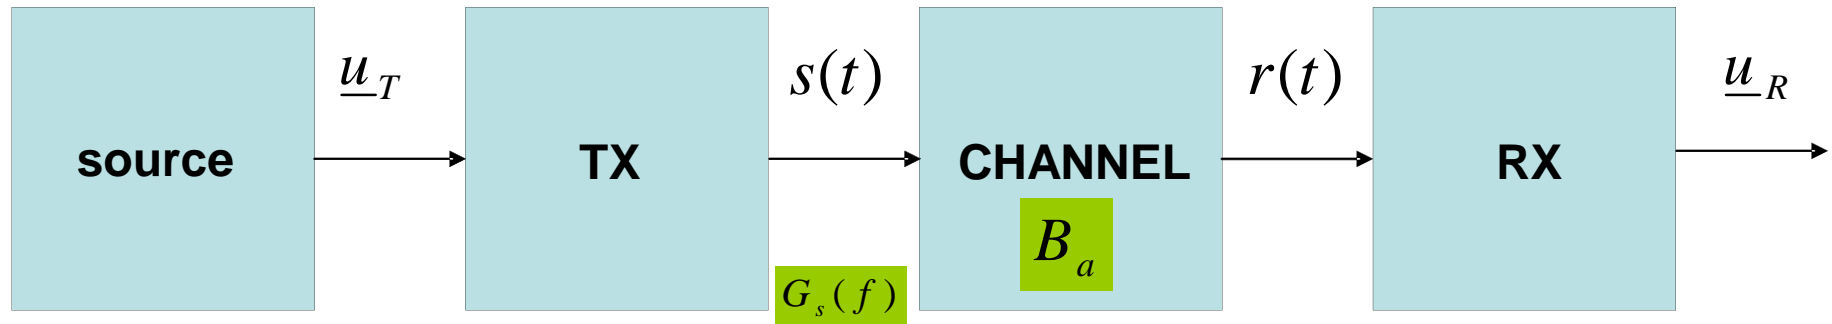 source
u_T
TX
s(t)
G_s(f)
CHANNEL
B_a
r(t)
RX
u_R